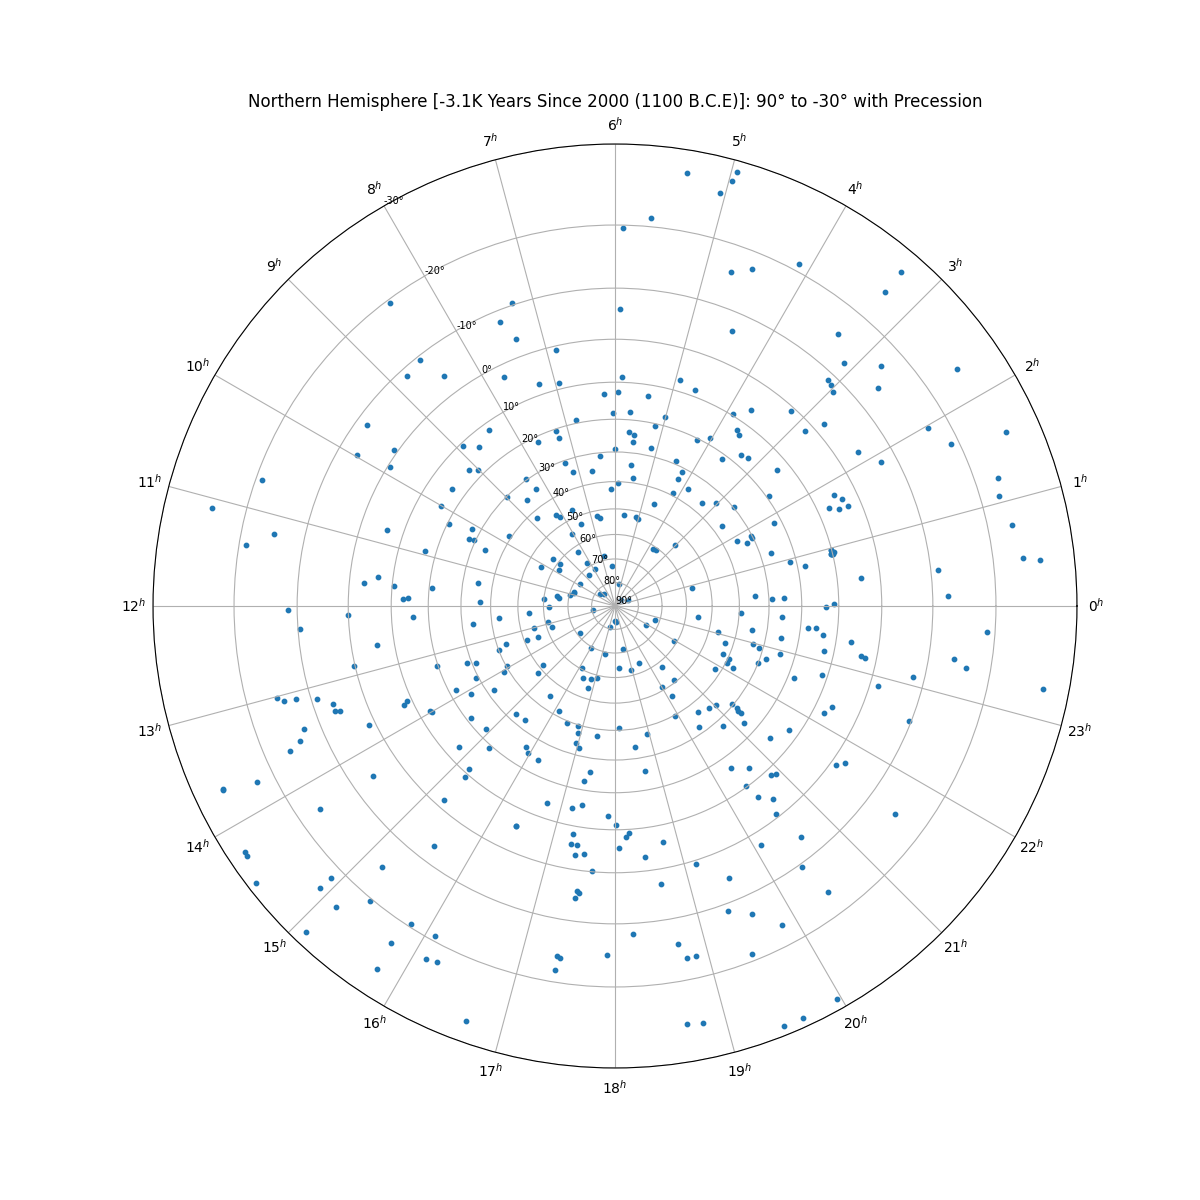 Northern Hemisphere [-3.1K Years Since 2000 (1100 B.C.E)]: 90° to -30° with Precession
6h
7h
5h
8h
4h
-30°
9h
3h
-20°
-10°
10h
2h
0°
10°
20°
30°
11h
1h
40°
50°
60°
70°
80°
90°
12h
0h
13h
23h
14h
22h
15h
21h
16h
20h
17h
19h
18h